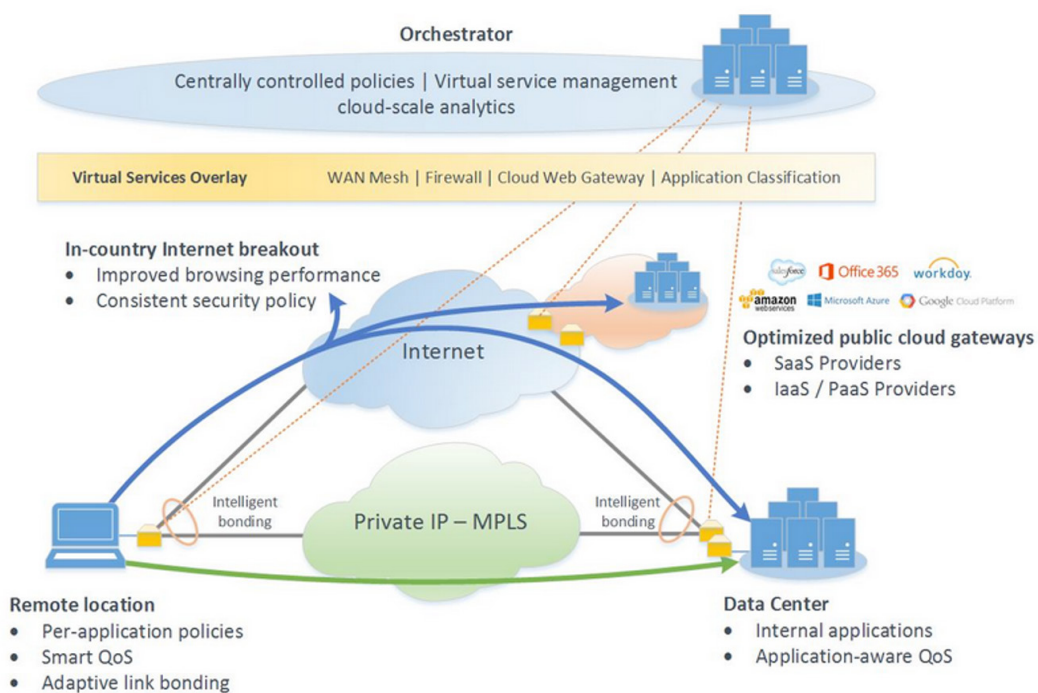 Orchestrator
Centrally controlled policies | Virtual service management
cloud-scale analytics
Virtual Services Overlay
WAN Mesh | Firewall | Cloud Web Gateway | Application Classification
In-country Internet breakout
• Improved browsing performance
• Consistent security policy
Internet
salesforce
Office 365
workday.
amazon
webservices
Microsoft Azure
Google Cloud Platform
Optimized public cloud gateways
• SaaS Providers
• IaaS / PaaS Providers
Intelligent
bonding
Private IP – MPLS
Intelligent
bonding
Remote location
• Per-application policies
• Smart QoS
• Adaptive link bonding
Data Center
• Internal applications
• Application-aware QoS